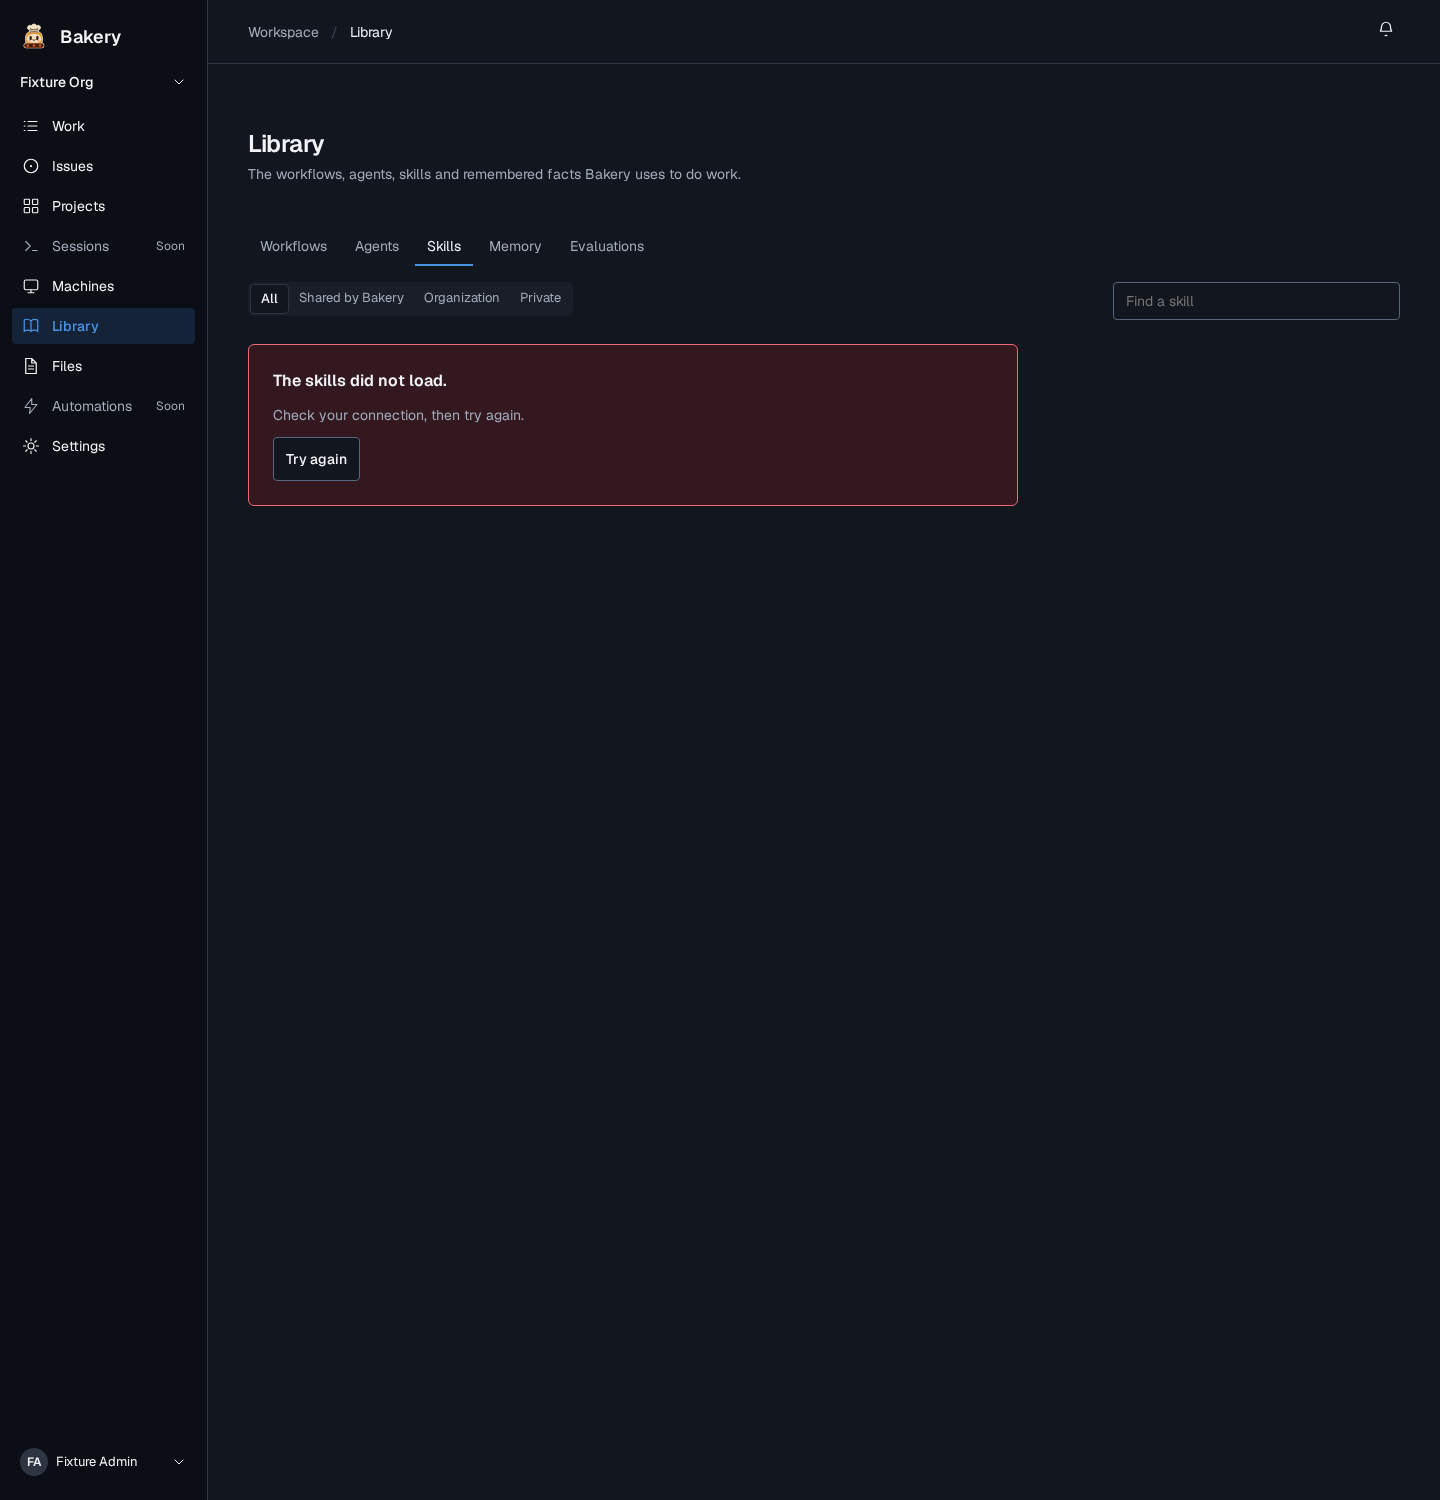 Bakery
Fixture Org
Work
Issues
Projects
Sessions Soon
Machines
Library
Files
Automations Soon
Settings
FA Fixture Admin
Workspace / Library
Library
The workflows, agents, skills and remembered facts Bakery uses to do work.
Workflows Agents Skills Memory Evaluations
All Shared by Bakery Organization Private
Find a skill
The skills did not load.
Check your connection, then try again.
Try again